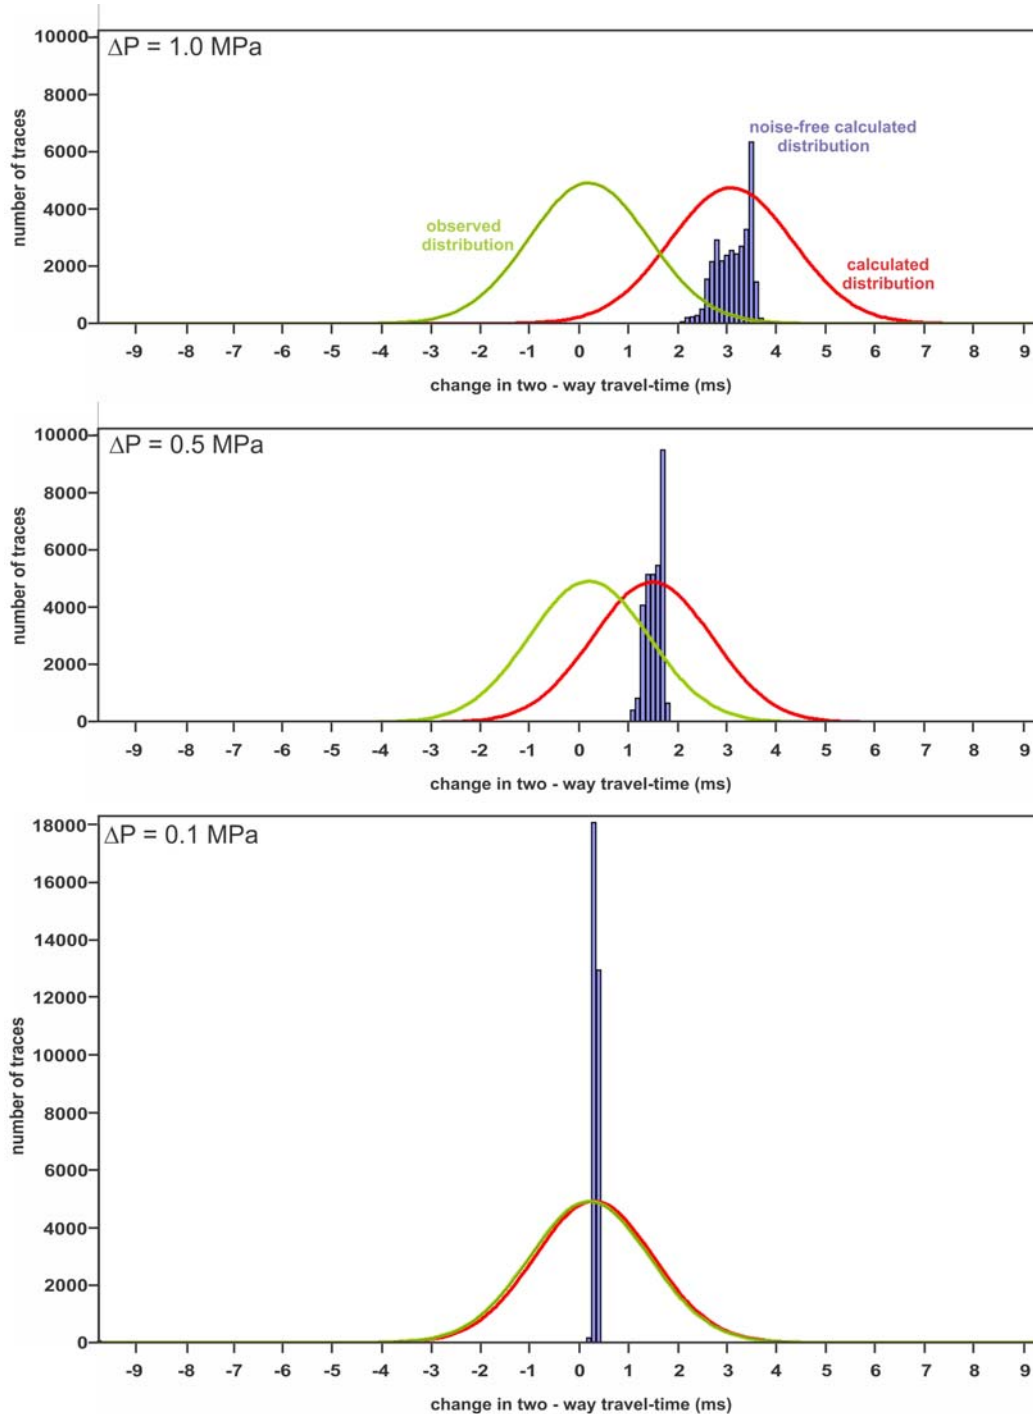 ΔP = 1.0 MPa
10000
8000
6000
4000
2000
0
number of traces
noise-free calculated
distribution
observed
distribution
calculated
distribution
-9 -8 -7 -6 -5 -4 -3 -2 -1 0 1 2 3 4 5 6 7 8 9
change in two - way travel-time (ms)
ΔP = 0.5 MPa
10000
8000
6000
4000
2000
0
number of traces
-9 -8 -7 -6 -5 -4 -3 -2 -1 0 1 2 3 4 5 6 7 8 9
change in two - way travel-time (ms)
ΔP = 0.1 MPa
18000
16000
14000
12000
10000
8000
6000
4000
2000
0
number of traces
-9 -8 -7 -6 -5 -4 -3 -2 -1 0 1 2 3 4 5 6 7 8 9
change in two - way travel-time (ms)